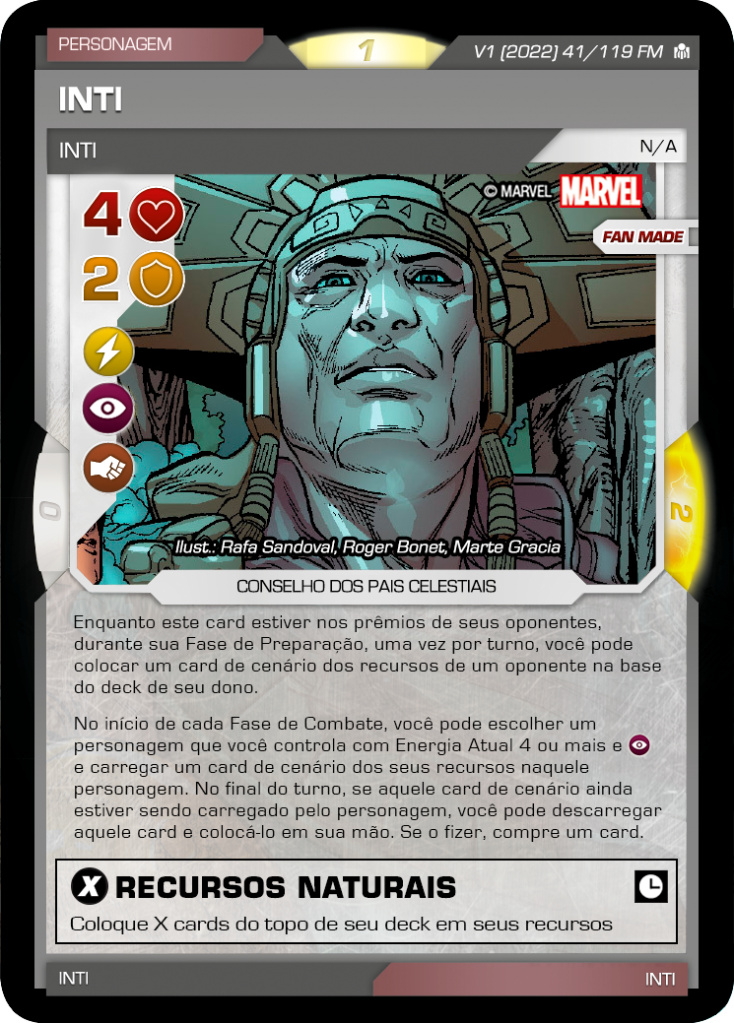 PERSONAGEM
1
V1 (2022) 41/119 FM
INTI
INTI
N/A
© MARVEL MARVEL
4
FAN MADE
2
0
2
Ilust.: Rafa Sandoval, Roger Bonet, Marte Gracia
CONSELHO DOS PAIS CELESTIAIS
Enquanto este card estiver nos prêmios de seus oponentes,
durante sua Fase de Preparação, uma vez por turno, você pode
colocar um card de cenário dos recursos de um oponente na base
do deck de seu dono.
No início de cada Fase de Combate, você pode escolher um
personagem que você controla com Energia Atual 4 ou mais e
e carregar um card de cenário dos seus recursos naquele
personagem. No final do turno, se aquele card de cenário ainda
estiver sendo carregado pelo personagem, você pode descarregar
aquele card e colocá-lo em sua mão. Se o fizer, compre um card.
X RECURSOS NATURAIS
Coloque X cards do topo de seu deck em seus recursos
INTI
INTI